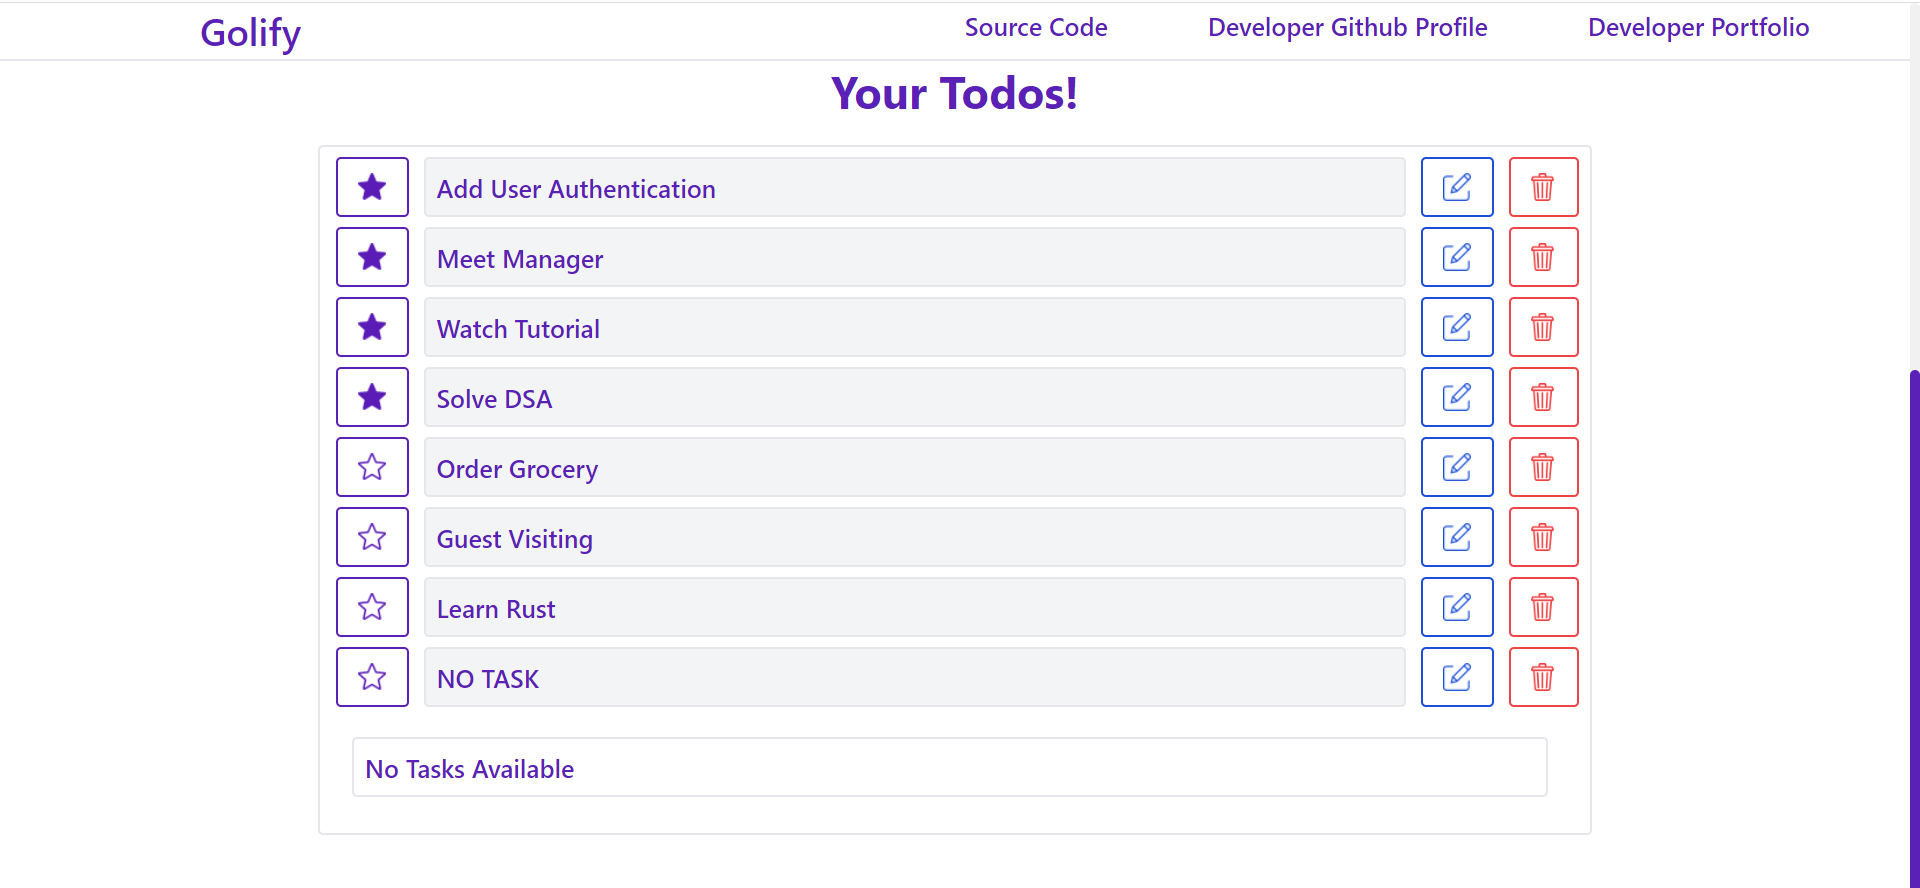 Golify
Source Code
Developer Github Profile
Developer Portfolio
Your Todos!
Add User Authentication
Meet Manager
Watch Tutorial
Solve DSA
Order Grocery
Guest Visiting
Learn Rust
NO TASK
No Tasks Available